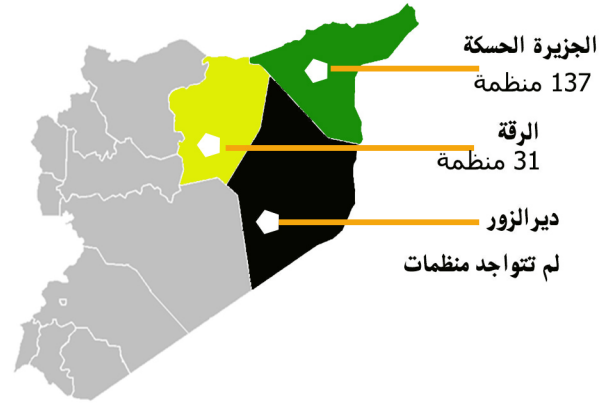 الجزيرة الحسكة
137 منظمة
الرقة
31 منظمة
ديرالزور
لم تتواجد منظمات